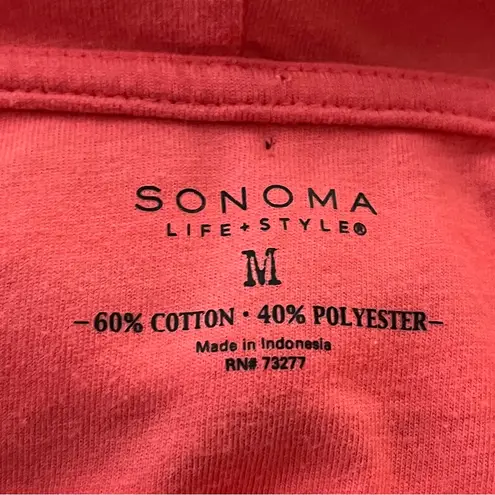 SONOMA
LIFE+STYLE®
M
-60% COTTON • 40% POLYESTER-
Made in Indonesia
RN# 73277